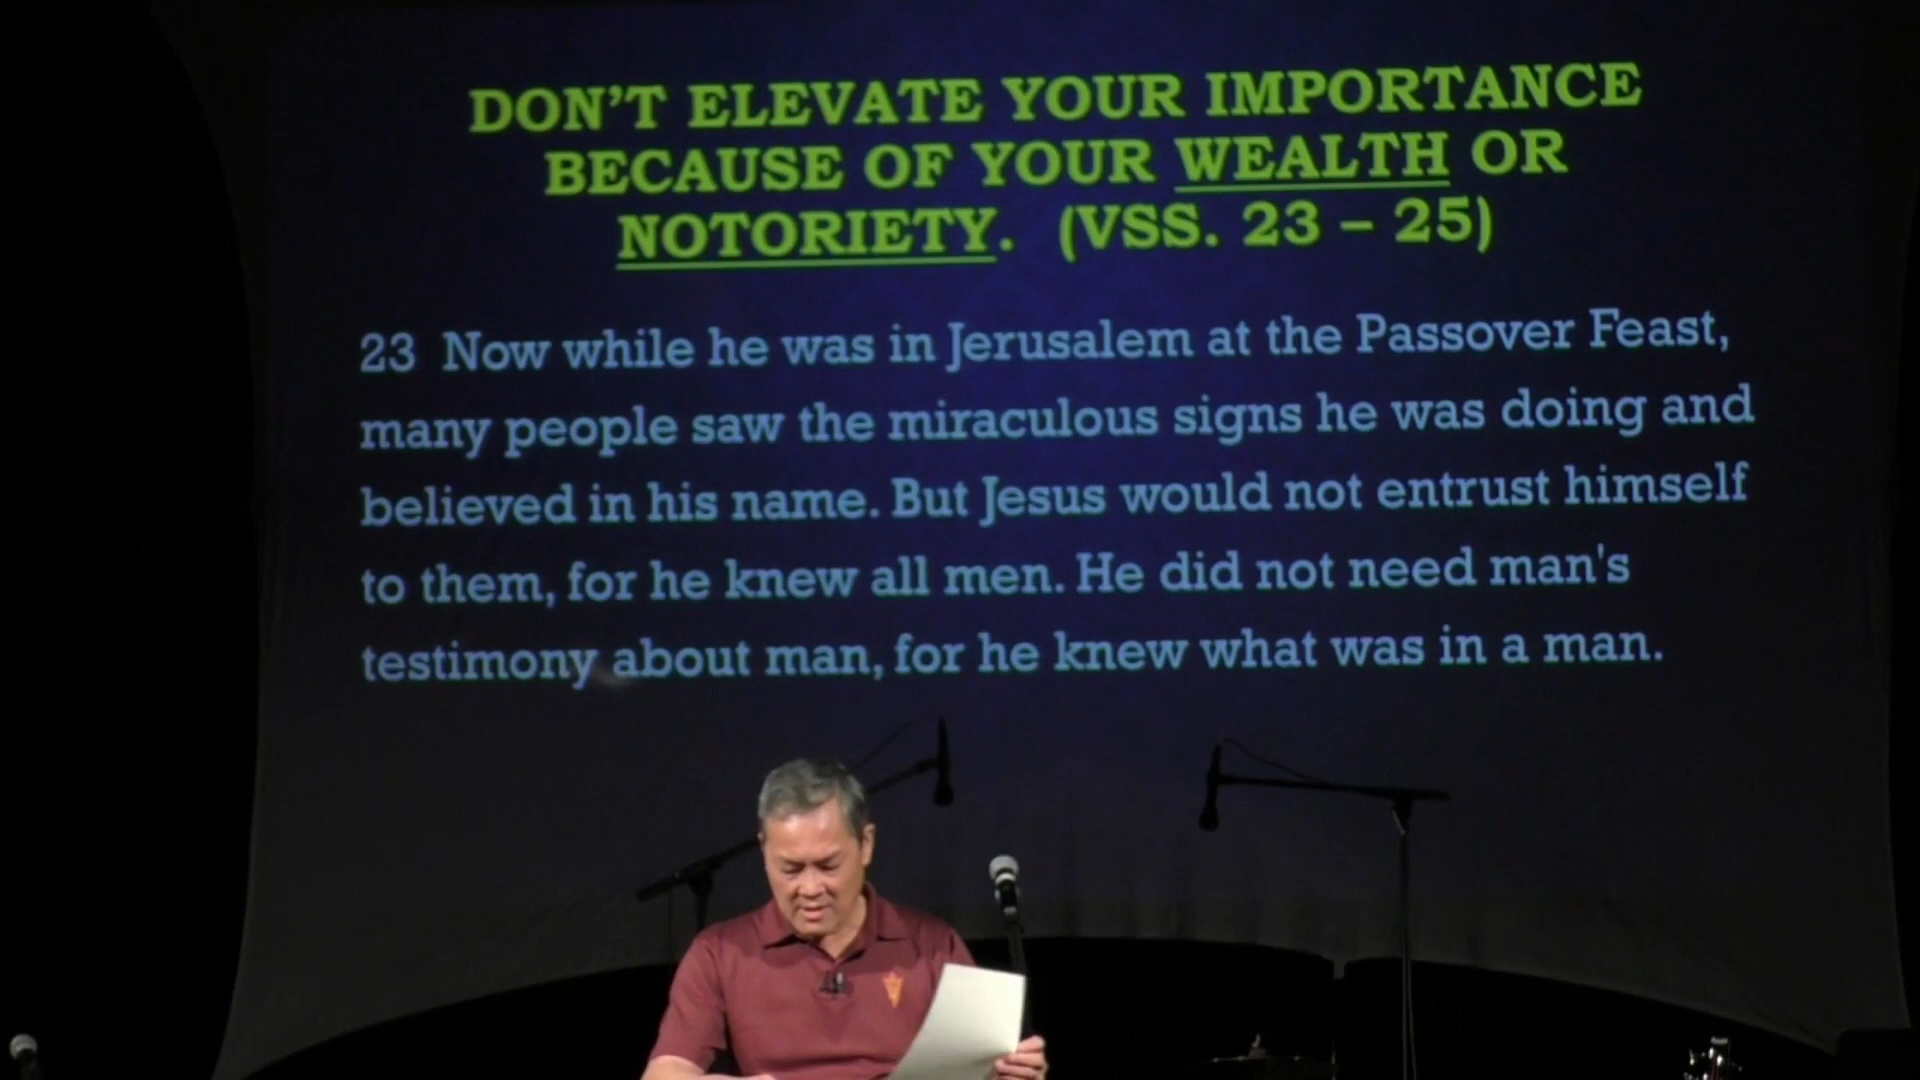 DON'T ELEVATE YOUR IMPORTANCE
BECAUSE OF YOUR WEALTH OR
NOTORIETY. (VSS. 23 – 25)
23 Now while he was in Jerusalem at the Passover Feast,
many people saw the miraculous signs he was doing and
believed in his name. But Jesus would not entrust himself
to them, for he knew all men. He did not need man's
testimony about man, for he knew what was in a man.